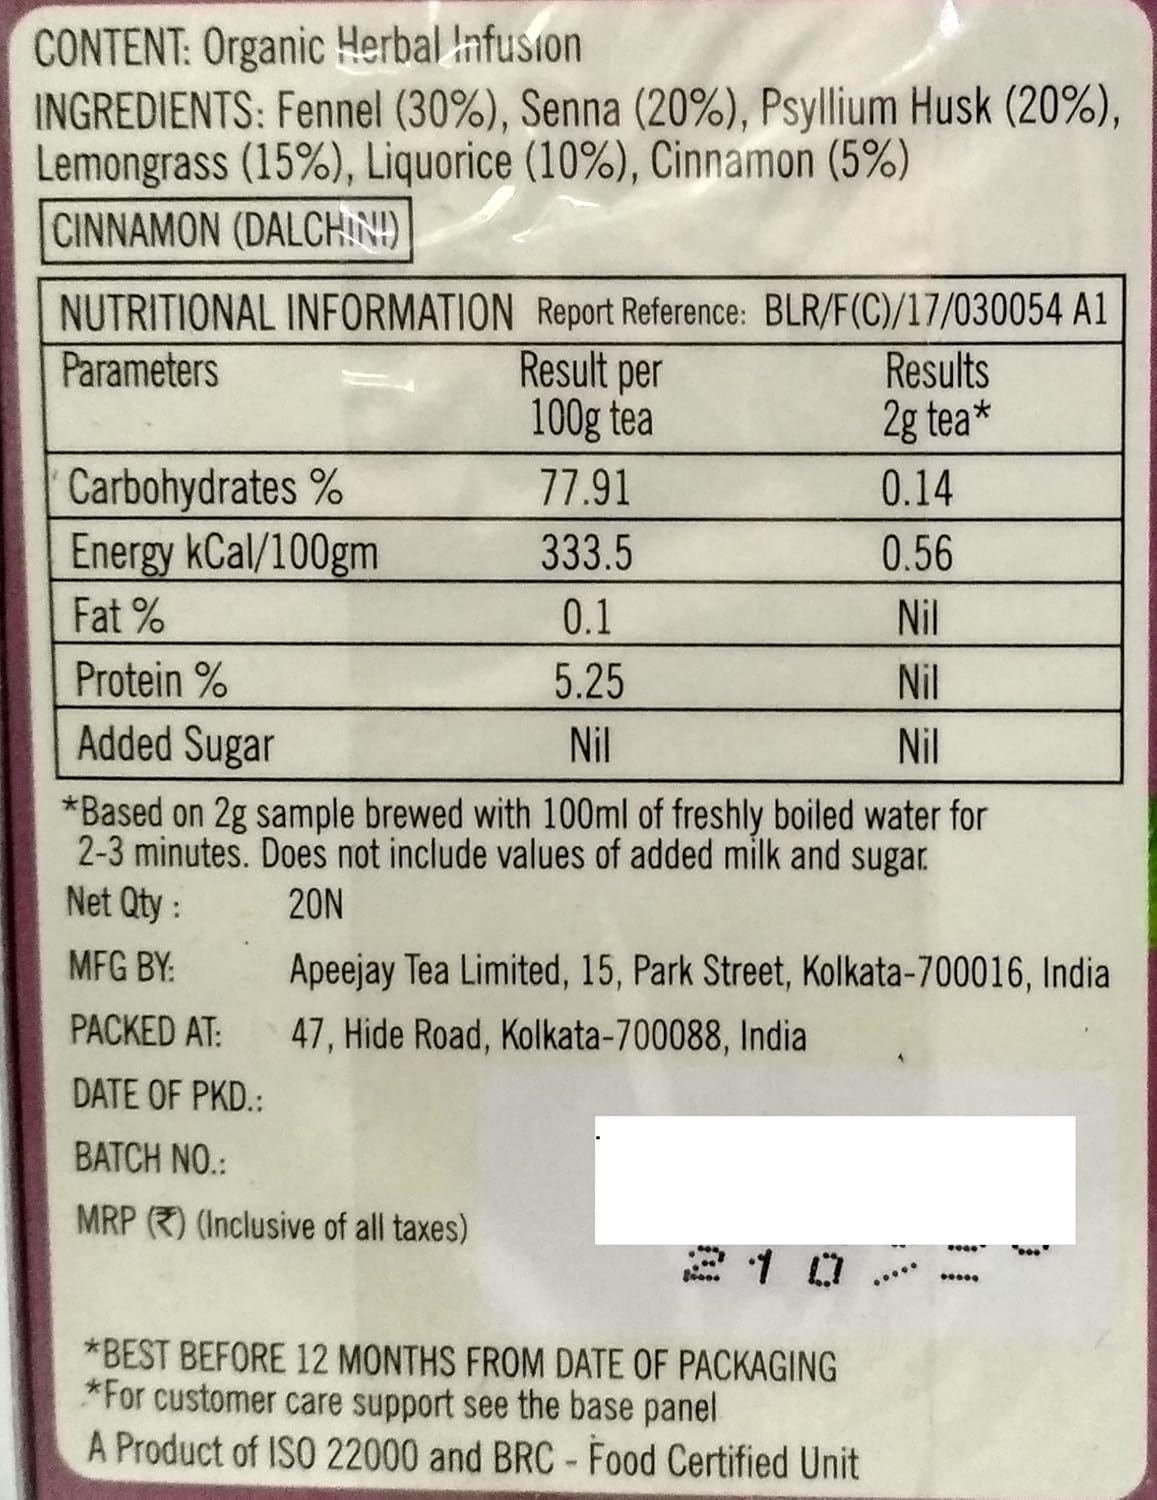 CONTENT: Organic Herbal Infusion
INGREDIENTS: Fennel (30%), Senna (20%), Psyllium Husk (20%),
Lemongrass (15%), Liquorice (10%), Cinnamon (5%)
CINNAMON (DALCHINI)
NUTRITIONAL INFORMATION Report Reference: BLR/F(C)/17/030054 A1
Parameters Result per Results
100g tea 2g tea*
Carbohydrates % 77.91 0.14
Energy kCal/100gm 333.5 0.56
Fat % 0.1 Nil
Protein % 5.25 Nil
Added Sugar Nil Nil
*Based on 2g sample brewed with 100ml of freshly boiled water for
2-3 minutes. Does not include values of added milk and sugar.
Net Qty : 20N
MFG BY: Apeejay Tea Limited, 15, Park Street, Kolkata-700016, India
PACKED AT: 47, Hide Road, Kolkata-700088, India
DATE OF PKD.:
BATCH NO.:
MRP (₹) (Inclusive of all taxes)
210
*BEST BEFORE 12 MONTHS FROM DATE OF PACKAGING
*For customer care support see the base panel
A Product of ISO 22000 and BRC - Food Certified Unit